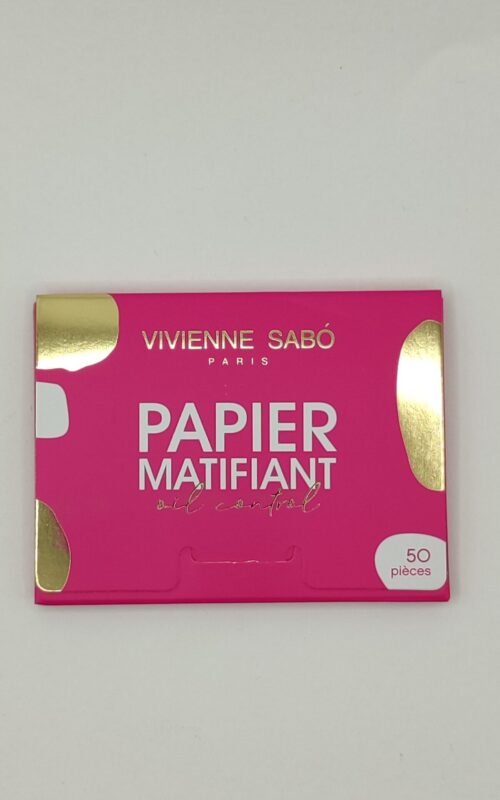 VIVIENNE SABÓ
PARIS
PAPIER
MATIFIANT
oil control
50
pièces